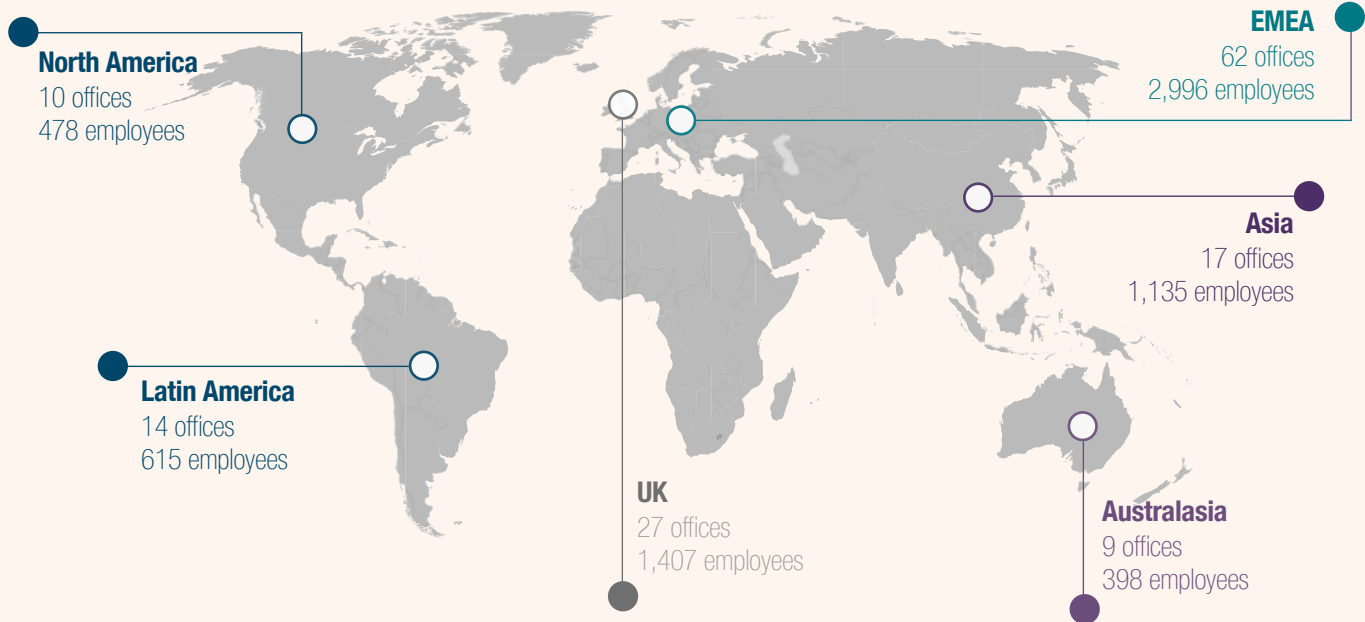 North America
10 offices
478 employees
EMEA
62 offices
2,996 employees
Asia
17 offices
1,135 employees
Latin America
14 offices
615 employees
UK
27 offices
1,407 employees
Australasia
9 offices
398 employees